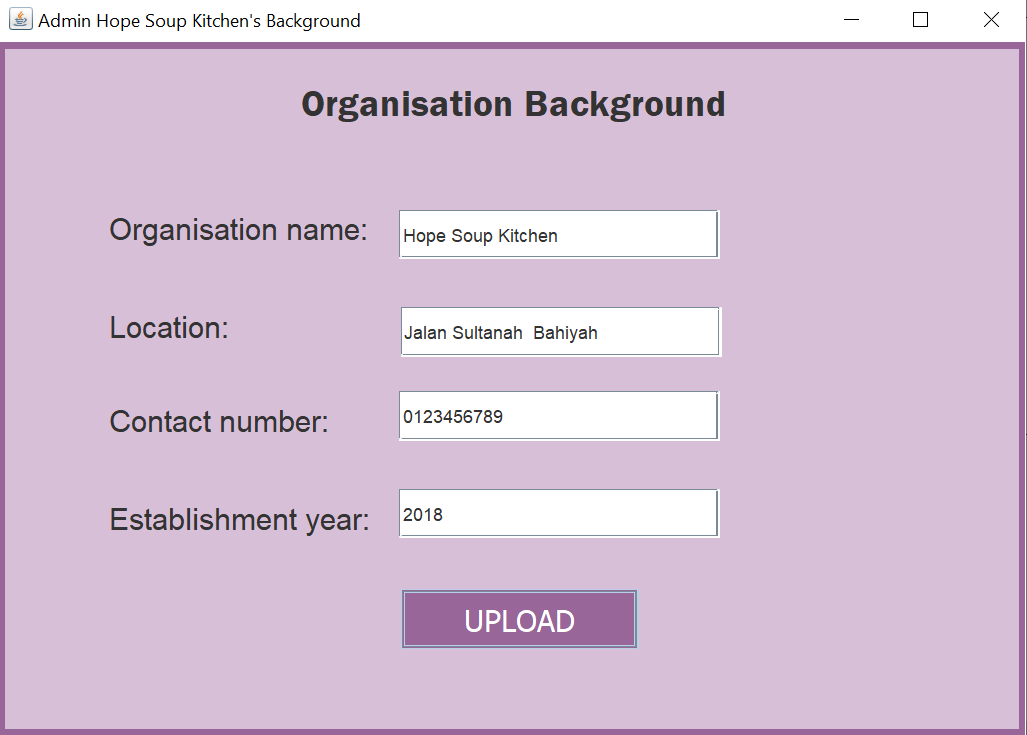 Admin Hope Soup Kitchen's Background
Organisation Background
Organisation name: Hope Soup Kitchen
Location: Jalan Sultanah  Bahiyah
Contact number: 0123456789
Establishment year: 2018
UPLOAD